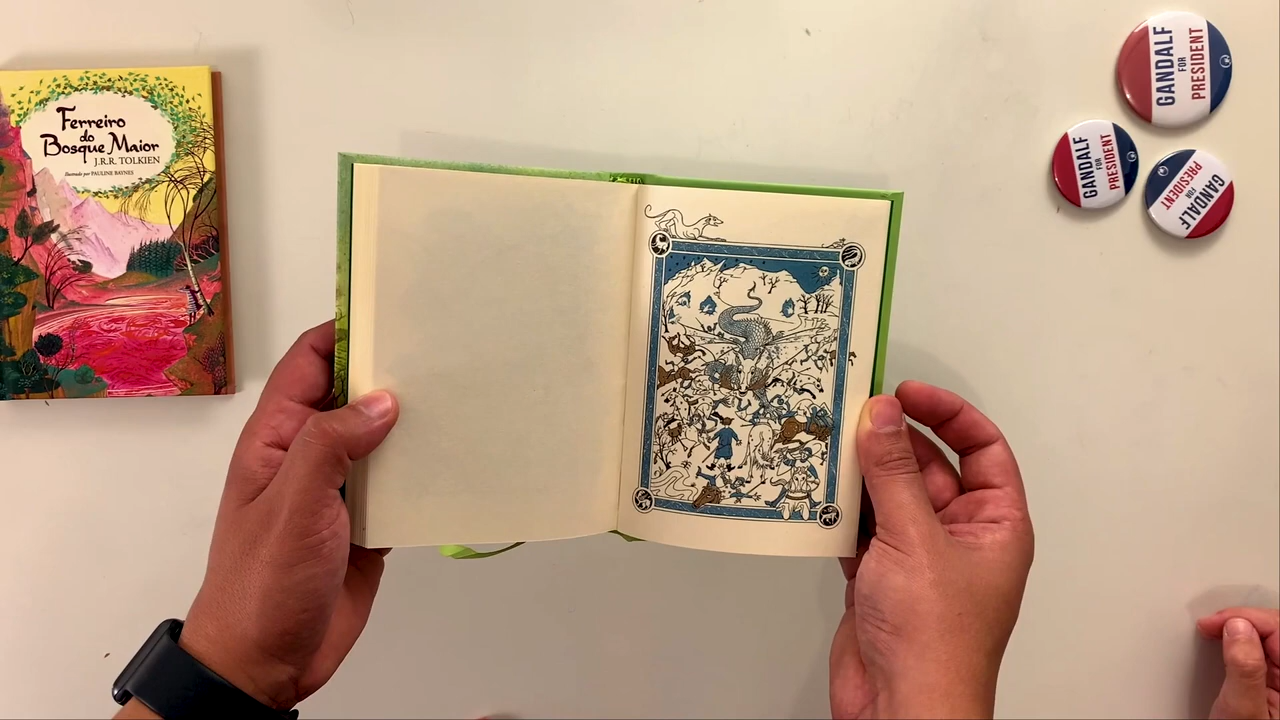 Ferreiro
do
Bosque Maior
J.R.R. TOLKIEN
Ilustrado por PAULINE BAYNES
GANDALF
FOR
PRESIDENT
GANDALF
FOR
PRESIDENT
GANDALF
FOR
PRESIDENT